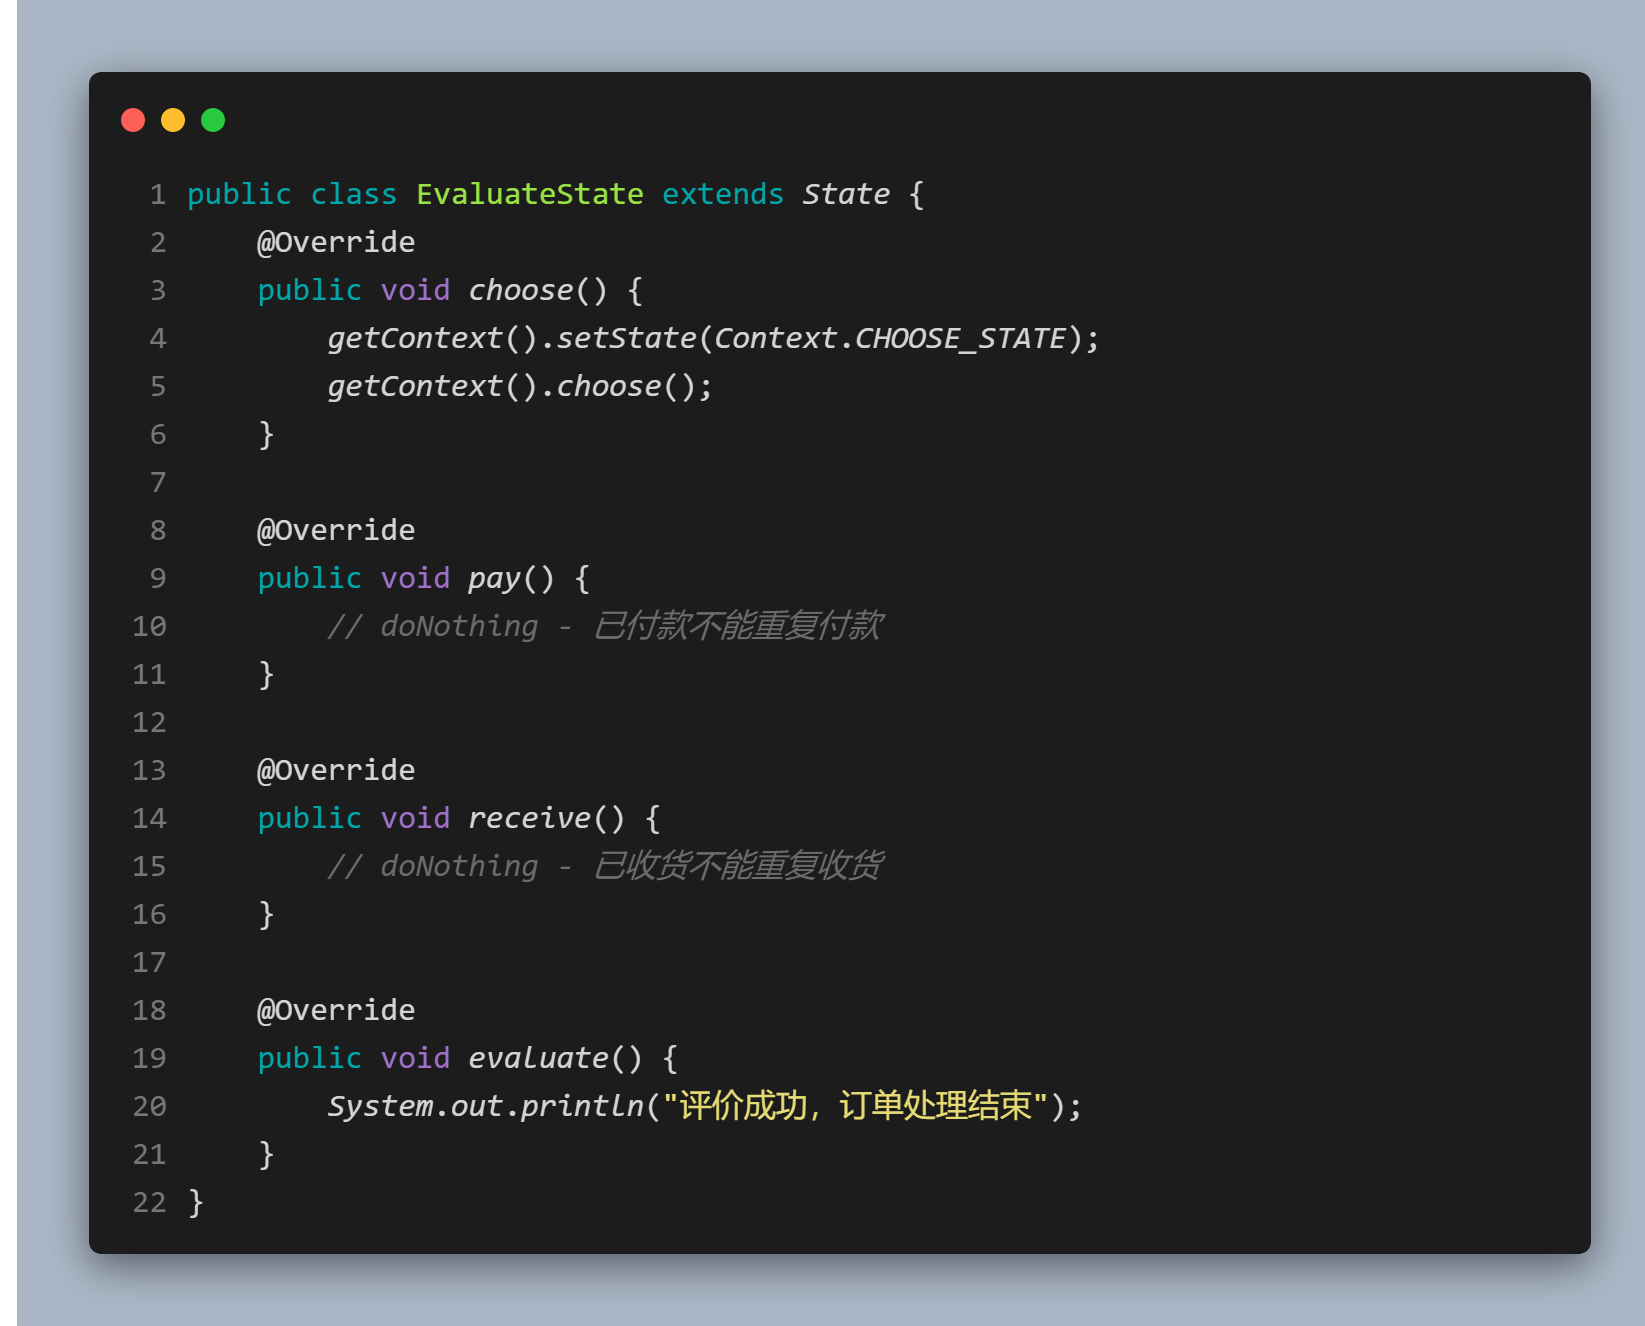 1 public class EvaluateState extends State {
2     @Override
3     public void choose() {
4         getContext().setState(Context.CHOOSE_STATE);
5         getContext().choose();
6     }
7
8     @Override
9     public void pay() {
10         // doNothing - 已付款不能重复付款
11     }
12
13     @Override
14     public void receive() {
15         // doNothing - 已收货不能重复收货
16     }
17
18     @Override
19     public void evaluate() {
20         System.out.println("评价成功，订单处理结束");
21     }
22 }